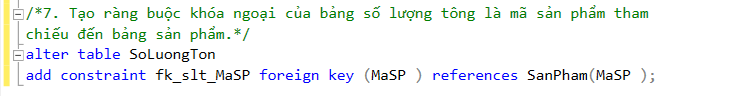 /*7. Tạo ràng buộc khóa ngoại của bảng số lượng tông là mã sản phẩm tham
chiếu đến bảng sản phẩm.*/
alter table SoLuongTon
add constraint fk_slt_MaSP foreign key (MaSP ) references SanPham(MaSP );